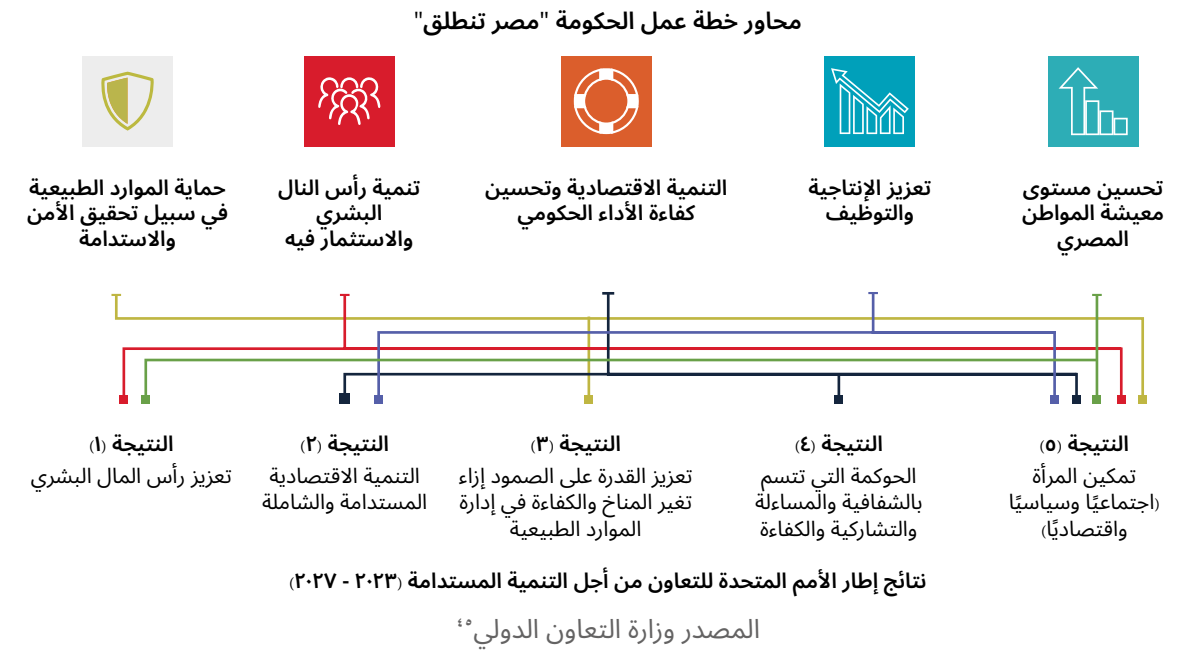 محاور خطة عمل الحكومة "مصر تنطلق"
تحسين مستوى
معيشة المواطن
المصري
تعزيز الإنتاجية
والتوظيف
التنمية الاقتصادية وتحسين
كفاءة الأداء الحكومي
تنمية رأس النال
البشري
والاستثمار فيه
حماية الموارد الطبيعية
في سبيل تحقيق الأمن
والاستدامة
النتيجة (١)
تعزيز رأس المال البشري
النتيجة (٢)
التنمية الاقتصادية
المستدامة والشاملة
النتيجة (٣)
تعزيز القدرة على الصمود إزاء
تغير المناخ والكفاءة في إدارة
الموارد الطبيعية
النتيجة (٤)
الحوكمة التي تتسم
بالشفافية والمساءلة
والتشاركية والكفاءة
النتيجة (٥)
تمكين المرأة
(اجتماعيًا وسياسيًا
واقتصاديًا)
نتائج إطار الأمم المتحدة للتعاون من أجل التنمية المستدامة (٢٠٢٣ - ٢٠٢٧)
المصدر وزارة التعاون الدولي٥٤